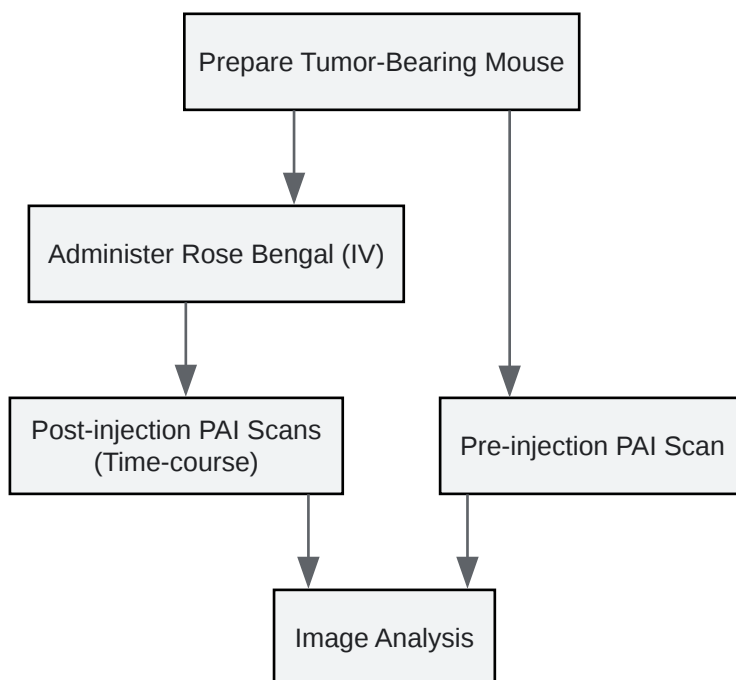 Prepare Tumor-Bearing Mouse
Administer Rose Bengal (IV)
Post-injection PAI Scans
(Time-course)
Pre-injection PAI Scan
Image Analysis